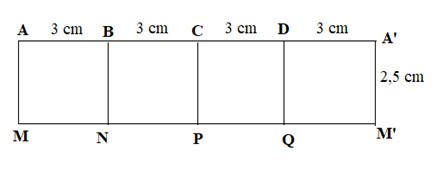 A 3 cm B 3 cm C 3 cm D 3 cm A'
2,5 cm
M N P Q M'